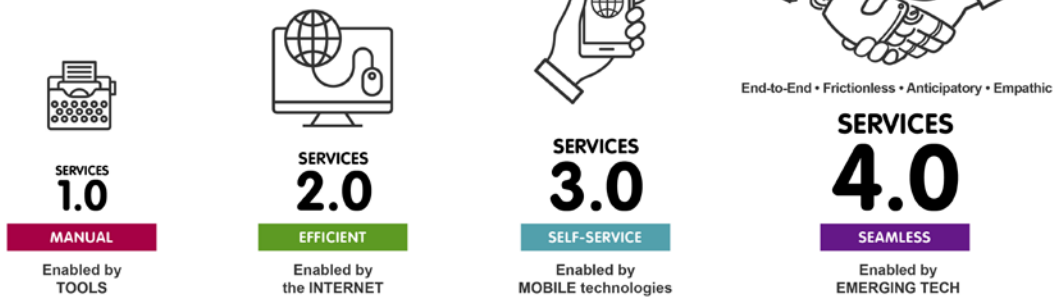 SERVICES
1.0
MANUAL
Enabled by
TOOLS
SERVICES
2.0
EFFICIENT
Enabled by
the INTERNET
SERVICES
3.0
SELF-SERVICE
Enabled by
MOBILE technologies
End-to-End • Frictionless • Anticipatory • Empathic
SERVICES
4.0
SEAMLESS
Enabled by
EMERGING TECH